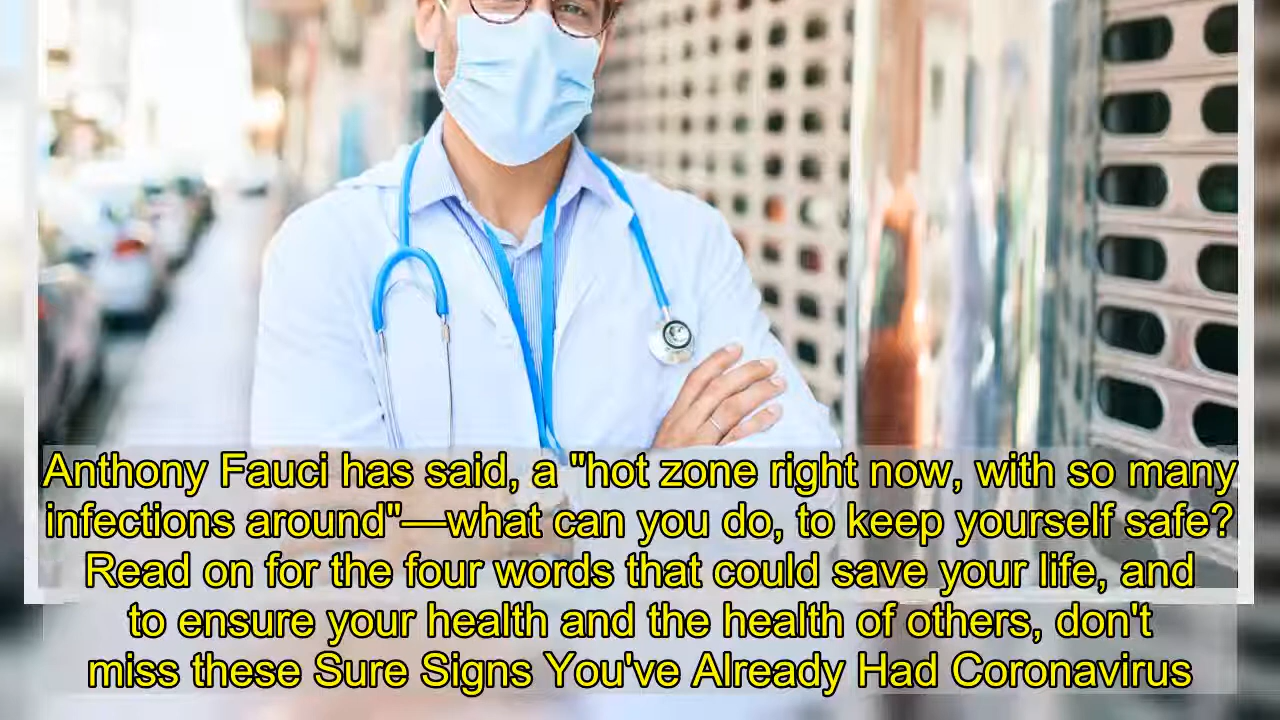 Anthony Fauci has said, a "hot zone right now, with so many
infections around"—what can you do, to keep yourself safe?
Read on for the four words that could save your life, and
to ensure your health and the health of others, don't
miss these Sure Signs You've Already Had Coronavirus